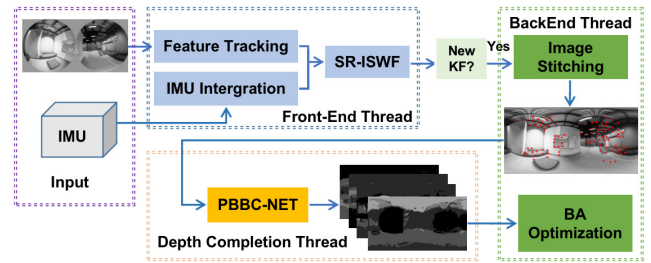 BackEnd Thread
Feature Tracking
IMU Intergration
SR-ISWF
New
KF?
Yes
Image
Stitching
Front-End Thread
IMU
Input
PBBC-NET
Depth Completion Thread
BA
Optimization